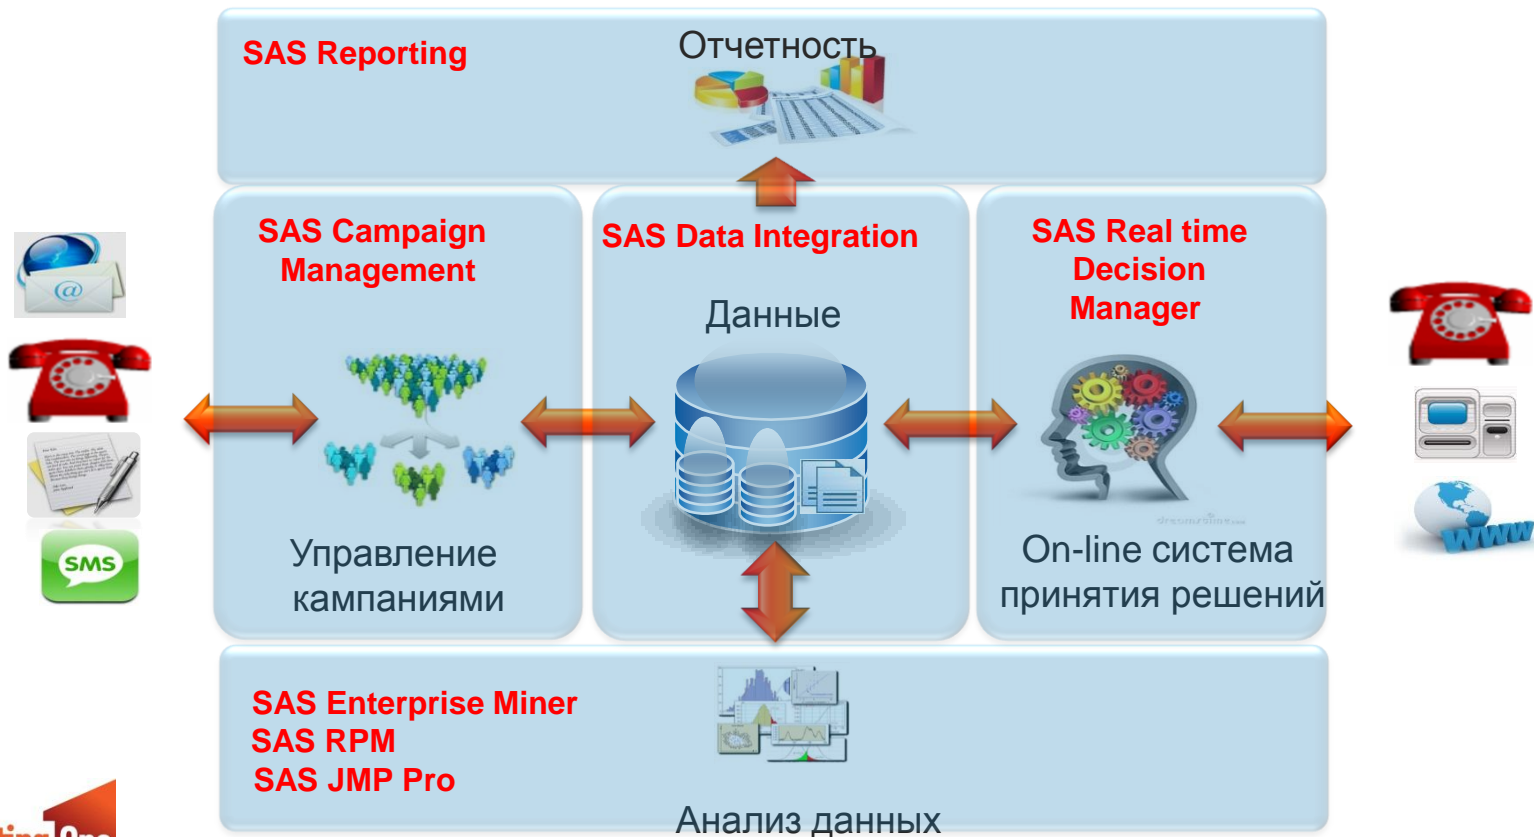 SAS Reporting
Отчетность
SAS Campaign
Management
SAS Data Integration
SAS Real time
Decision
Manager
Данные
@
SMS
www
Управление
кампаниями
On-line система
принятия решений
SAS Enterprise Miner
SAS RPM
SAS JMP Pro
Анализ данных